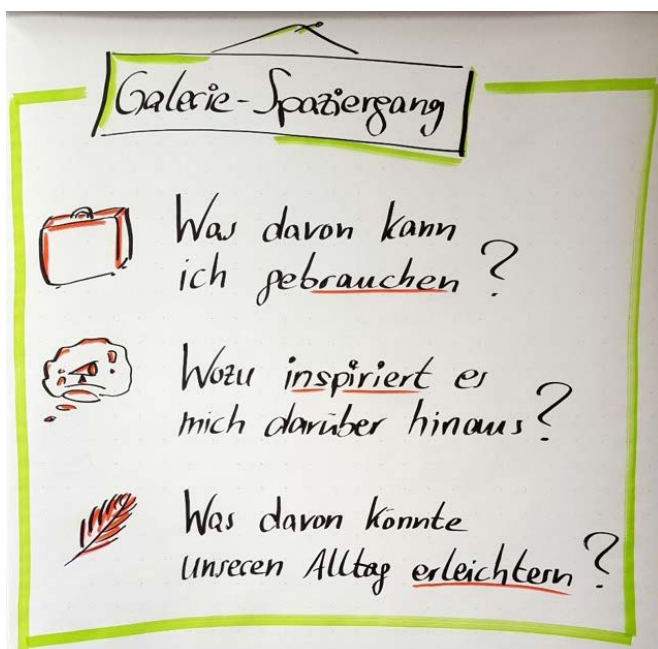 Galerie-Spaziergang
Was davon kann
ich gebrauchen?
Wozu inspiriert es
mich darüber hinaus?
Was davon könnte
unseren Alltag erleichtern?